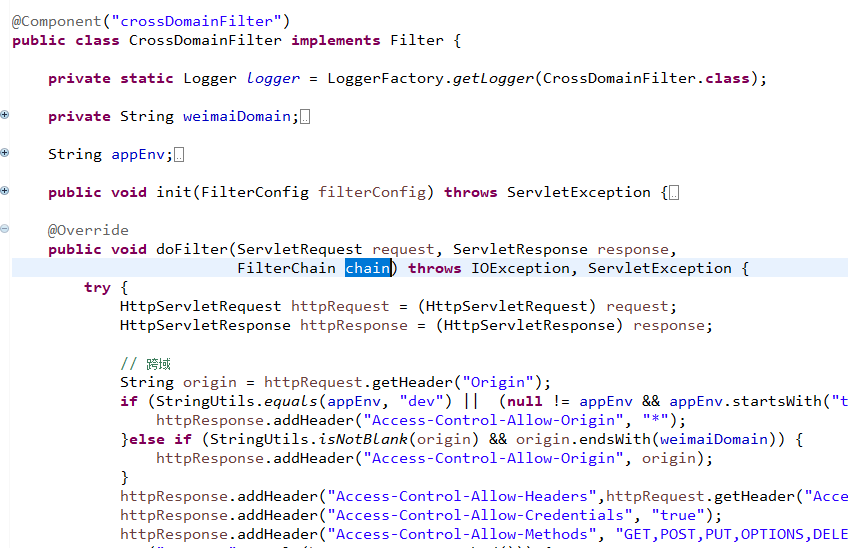 @Component("crossDomainFilter")
public class CrossDomainFilter implements Filter {
private static Logger logger = LoggerFactory.getLogger(CrossDomainFilter.class);
private String weimaiDomain;
String appEnv;
public void init(FilterConfig filterConfig) throws ServletException {
@Override
public void doFilter(ServletRequest request, ServletResponse response,
FilterChain chain) throws IOException, ServletException {
try {
HttpServletRequest httpRequest = (HttpServletRequest) request;
HttpServletResponse httpResponse = (HttpServletResponse) response;
// 跨域
String origin = httpRequest.getHeader("Origin");
if (StringUtils.equals(appEnv, "dev") || (null != appEnv && appEnv.startsWith("t
httpResponse.addHeader("Access-Control-Allow-Origin", "*");
}else if (StringUtils.isNotBlank(origin) && origin.endsWith(weimaiDomain)) {
httpResponse.addHeader("Access-Control-Allow-Origin", origin);
}
httpResponse.addHeader("Access-Control-Allow-Headers",httpRequest.getHeader("Acce
httpResponse.addHeader("Access-Control-Allow-Credentials", "true");
httpResponse.addHeader("Access-Control-Allow-Methods", "GET,POST,PUT,OPTIONS,DELE